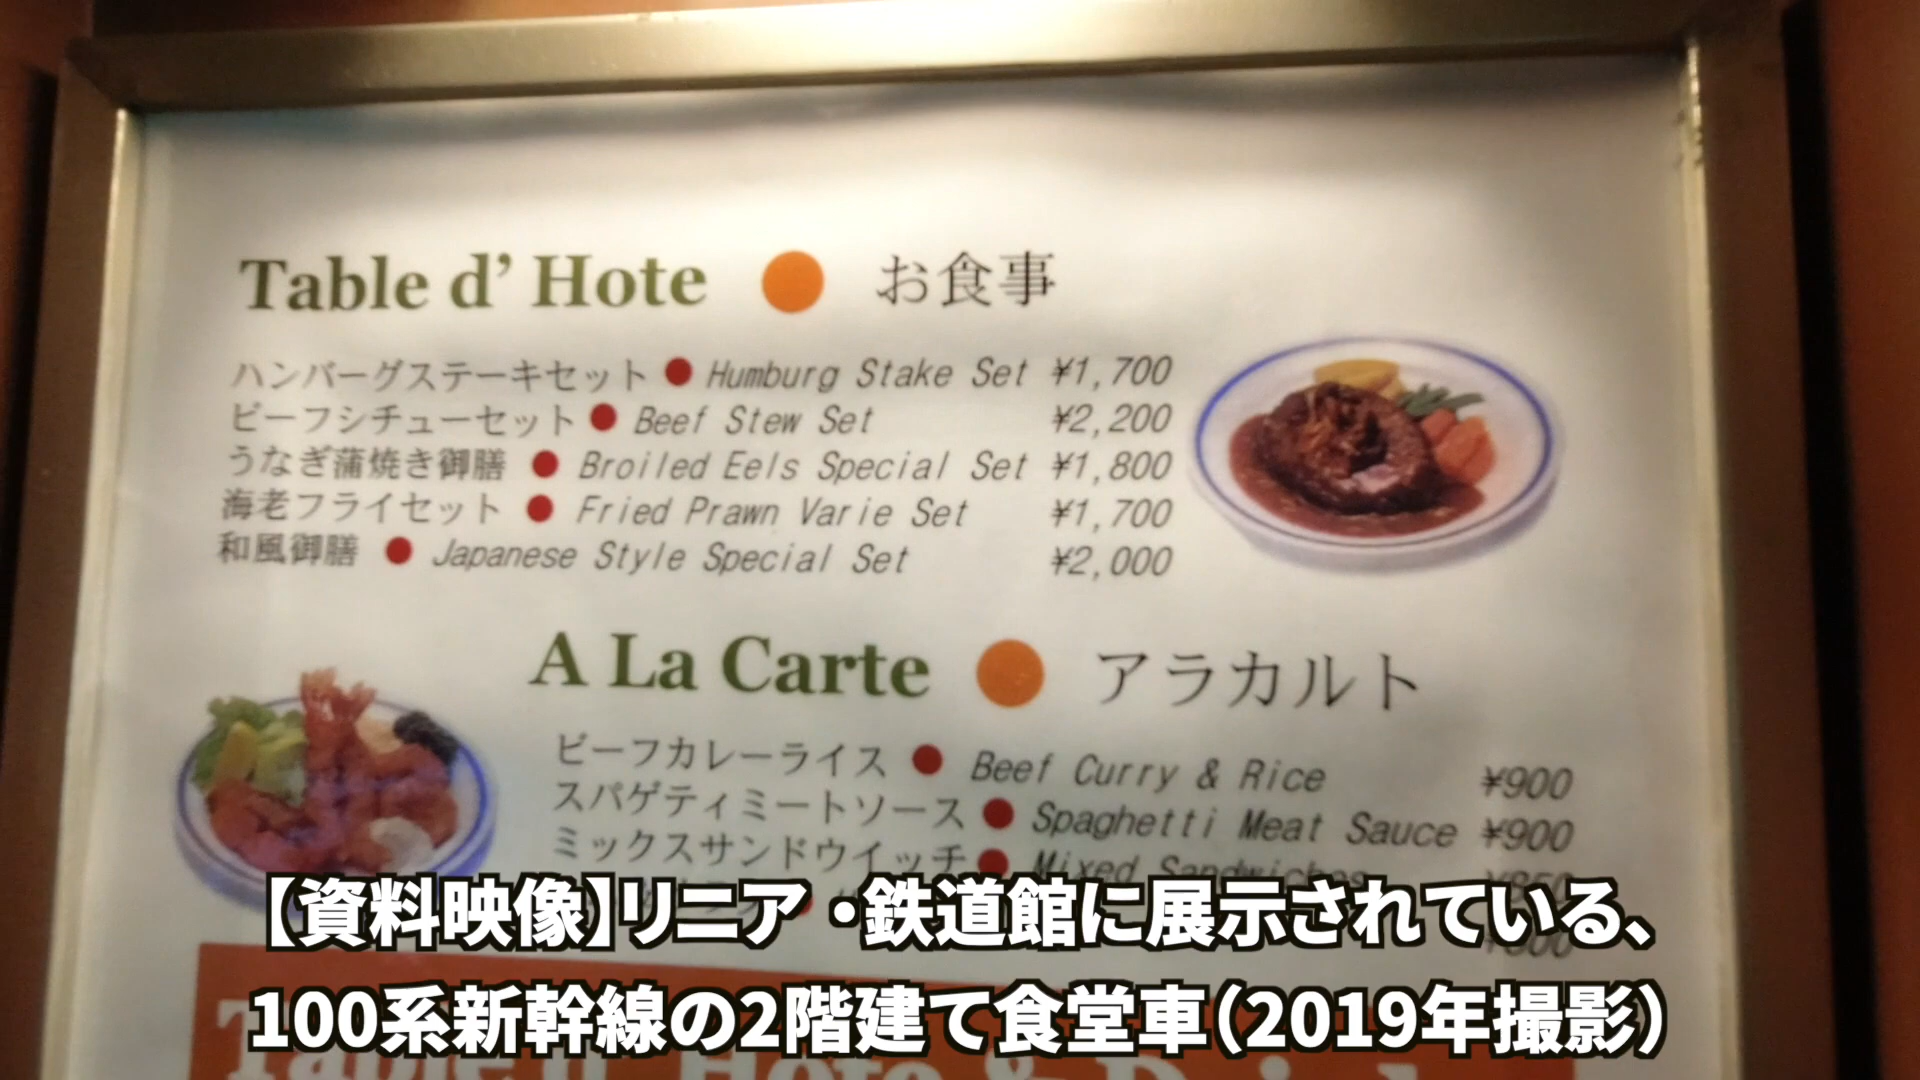 Table d' Hote ● お食事
ハンバーグステーキセット ● Humburg Stake Set ¥1,700
ビーフシチューセット ● Beef Stew Set ¥2,200
うなぎ蒲焼き御膳 ● Broiled Eels Special Set ¥1,800
海老フライセット ● Fried Prawn Varie Set ¥1,700
和風御膳 ● Japanese Style Special Set ¥2,000
A La Carte ● アラカルト
ビーフカレーライス ● Beef Curry & Rice ¥900
スパゲティミートソース ● Spaghetti Meat Sauce ¥900
ミックスサンドウイッチ ● Mixed Sandwiches ¥850
【資料映像】リニア・鉄道館に展示されている、
100系新幹線の2階建て食堂車（2019年撮影）
Table d' Hote &